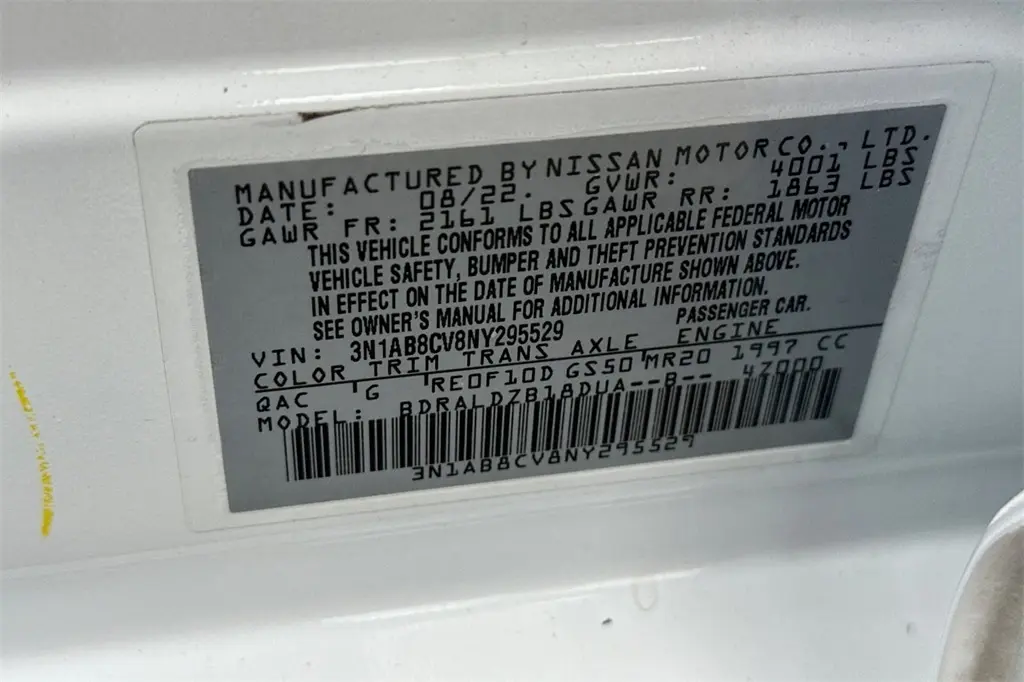 MANUFACTURED BY NISSAN MOTOR CO., LTD.
DATE: 08/22. GVWR: 4001 LBS
GAWR FR: 2161 LBS GAWR RR: 1863 LBS
THIS VEHICLE CONFORMS TO ALL APPLICABLE FEDERAL MOTOR
VEHICLE SAFETY, BUMPER AND THEFT PREVENTION STANDARDS
IN EFFECT ON THE DATE OF MANUFACTURE SHOWN ABOVE.
SEE OWNER'S MANUAL FOR ADDITIONAL INFORMATION.
VIN: 3N1AB8CV8NY295529 PASSENGER CAR.
COLOR TRIM TRANS AXLE ENGINE
QAC G RE0F10D GS50 MR20 1997 CC
MODEL: BDRALDZB18DUA--B-- 47000
3N1AB8CV8NY295529